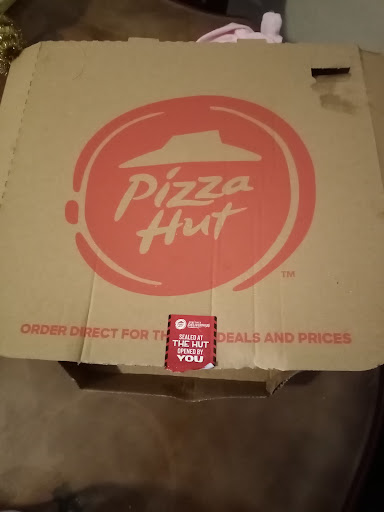 Pizza
Hut
TM
ORDER DIRECT FOR TH DEALS AND PRICES
SEALED AT
THE HUT
OPENED BY
YOU